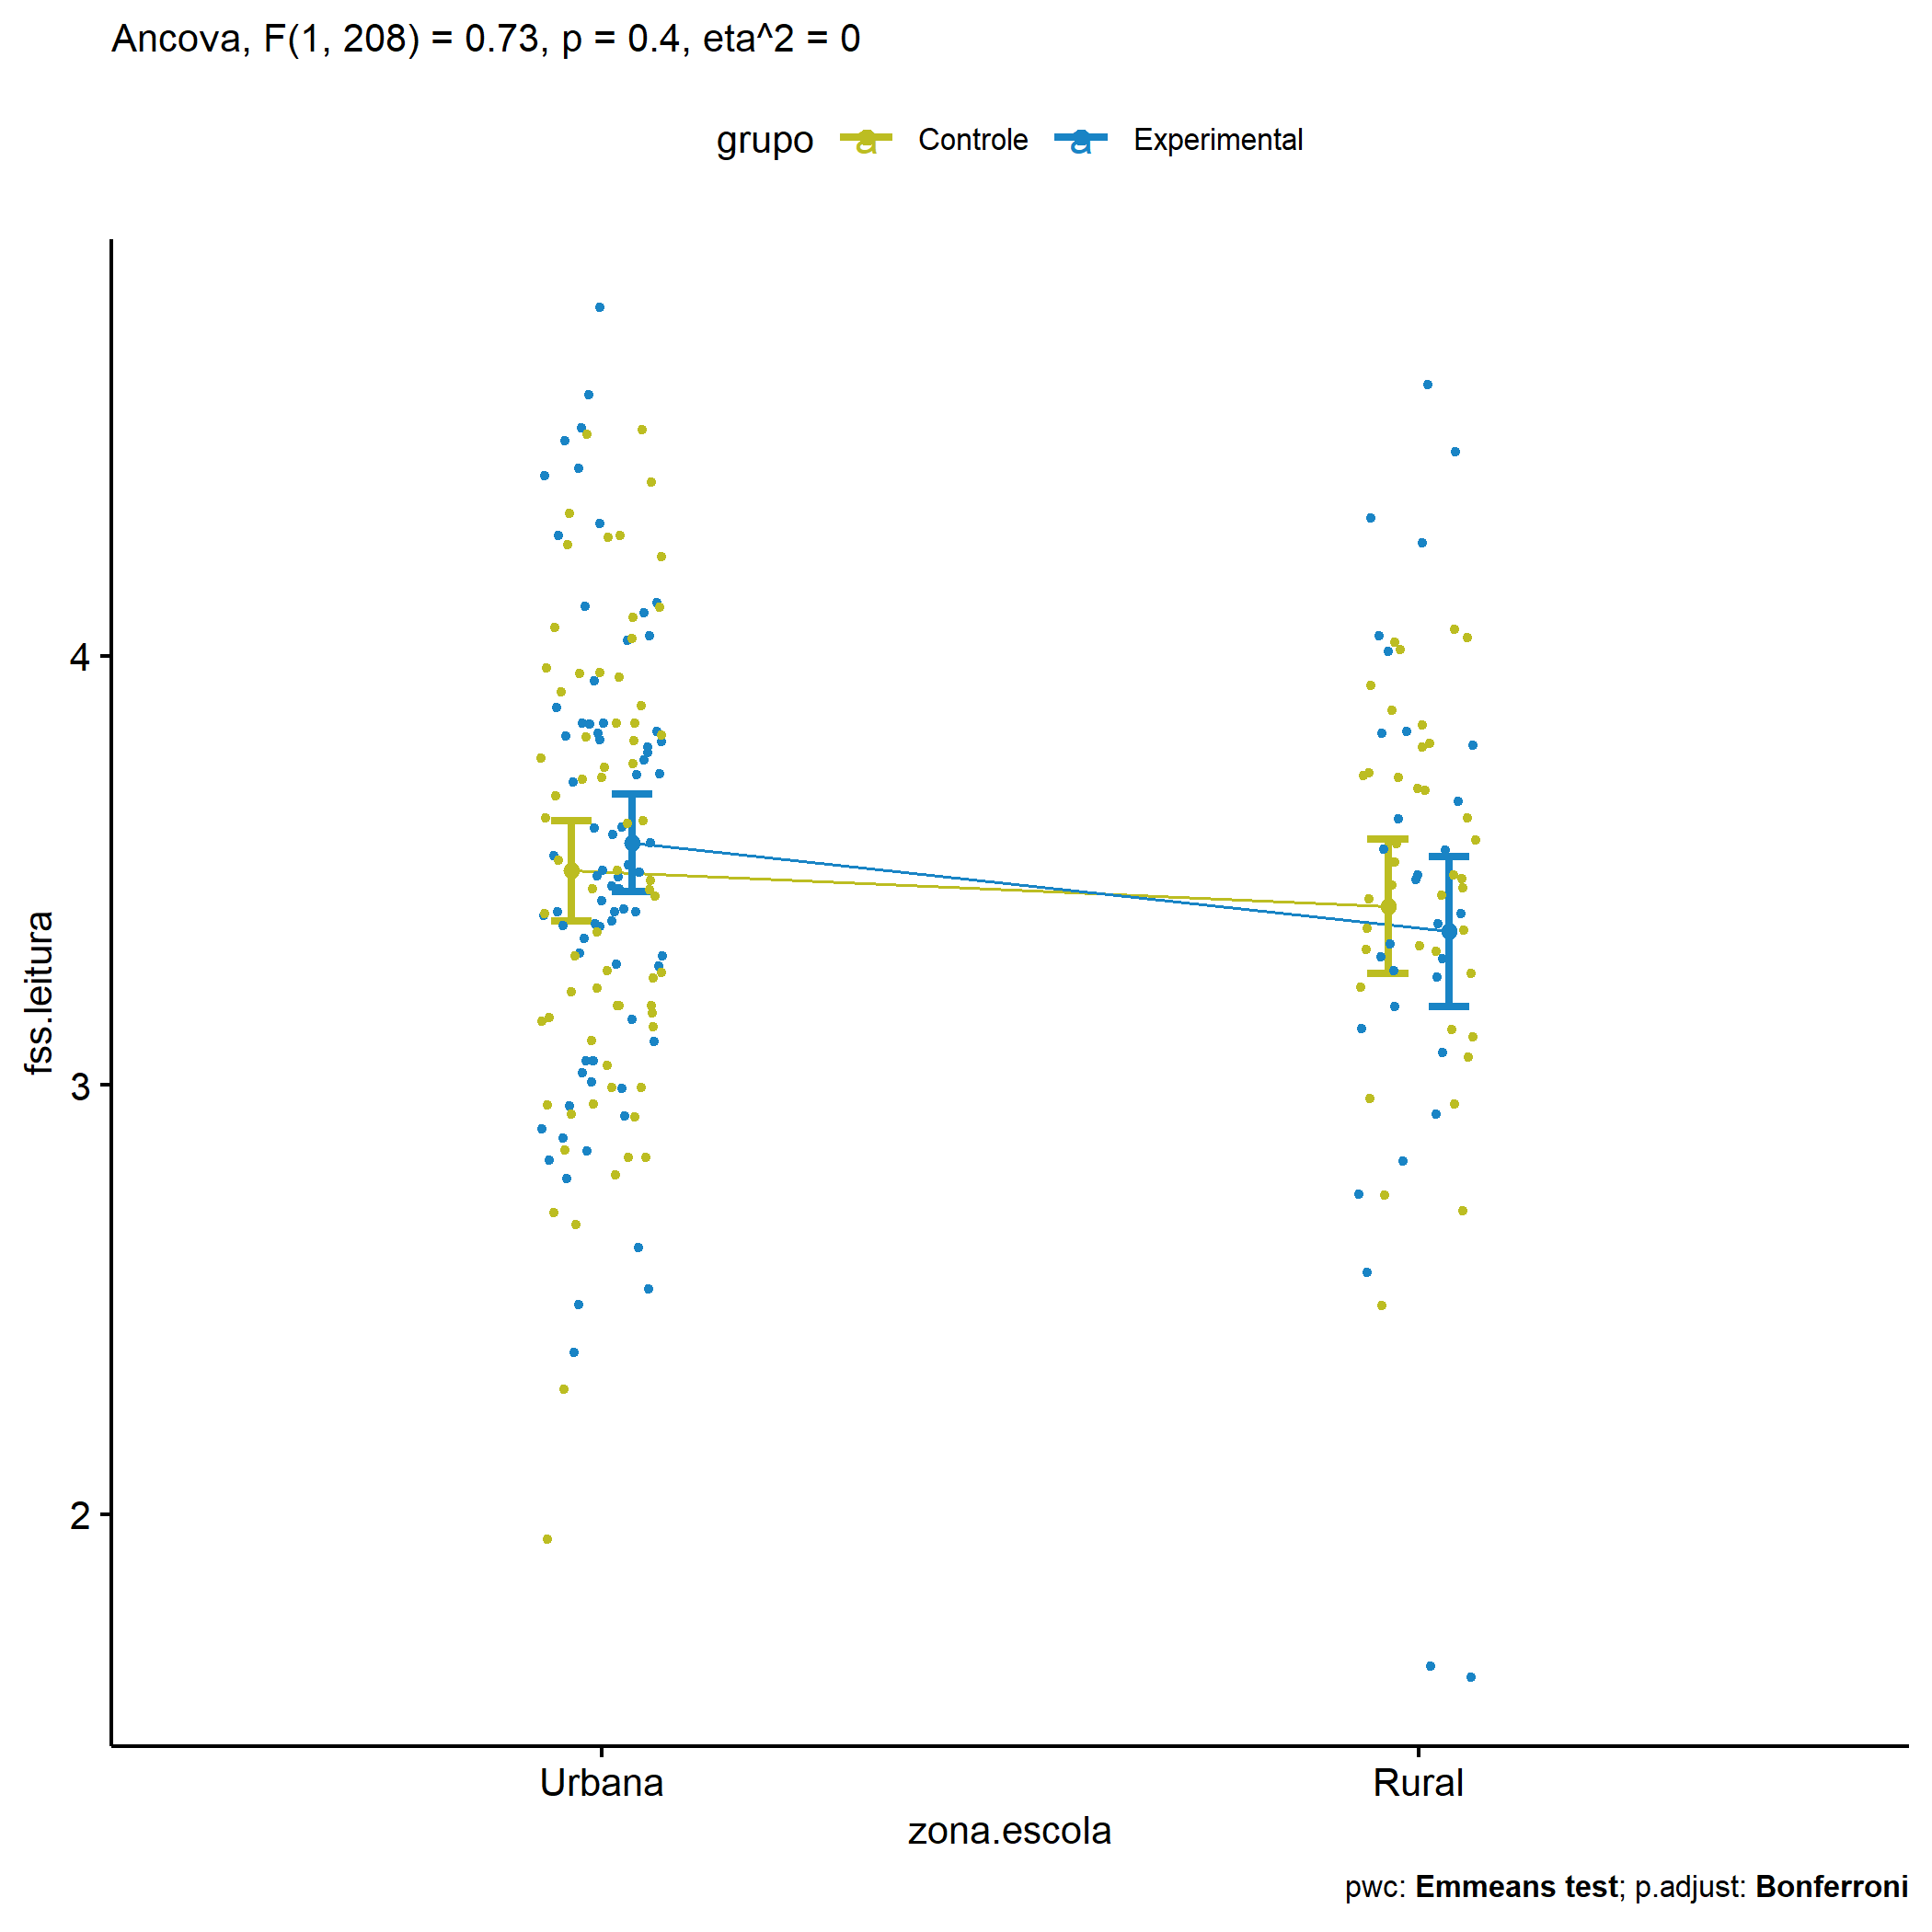 Ancova, F(1, 208) = 0.73, p = 0.4, eta^2 = 0
grupo a Controle a Experimental
4
3
2
fss.leitura
Urbana Rural
zona.escola
pwc: Emmeans test; p.adjust: Bonferroni